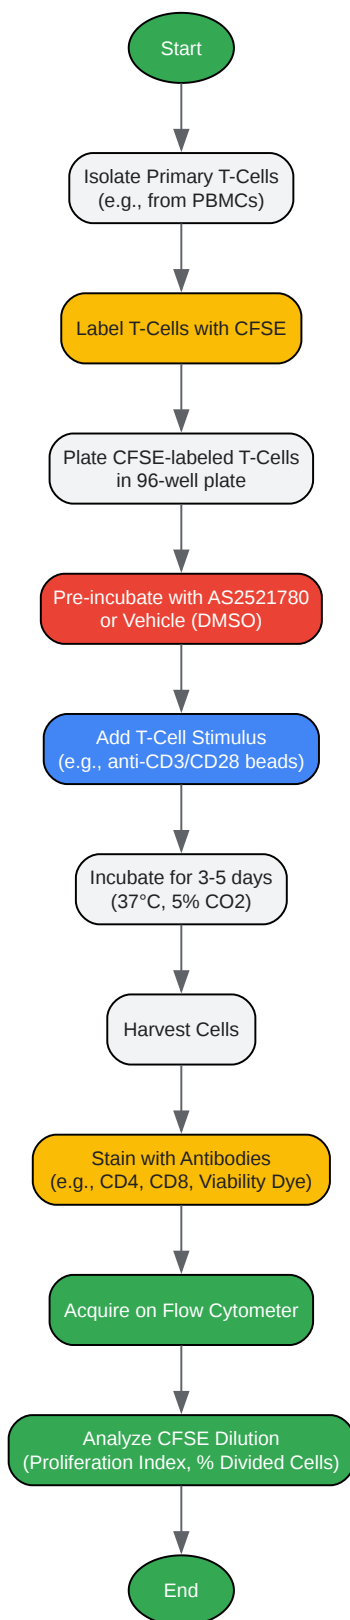 Start
Isolate Primary T-Cells
(e.g., from PBMCs)
Label T-Cells with CFSE
Plate CFSE-labeled T-Cells
in 96-well plate
Pre-incubate with AS2521780
or Vehicle (DMSO)
Add T-Cell Stimulus
(e.g., anti-CD3/CD28 beads)
Incubate for 3-5 days
(37°C, 5% CO2)
Harvest Cells
Stain with Antibodies
(e.g., CD4, CD8, Viability Dye)
Acquire on Flow Cytometer
Analyze CFSE Dilution
(Proliferation Index, % Divided Cells)
End